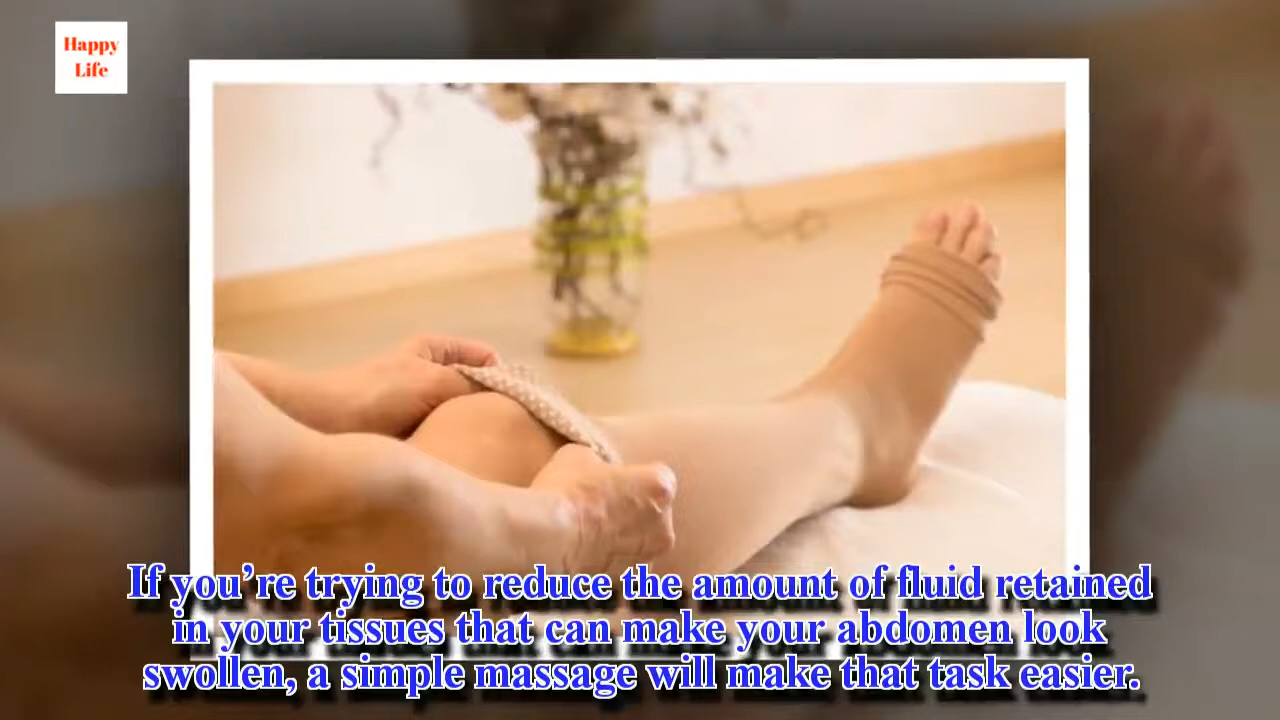 Happy
Life
If you’re trying to reduce the amount of fluid retained
in your tissues that can make your abdomen look
swollen, a simple massage will make that task easier.